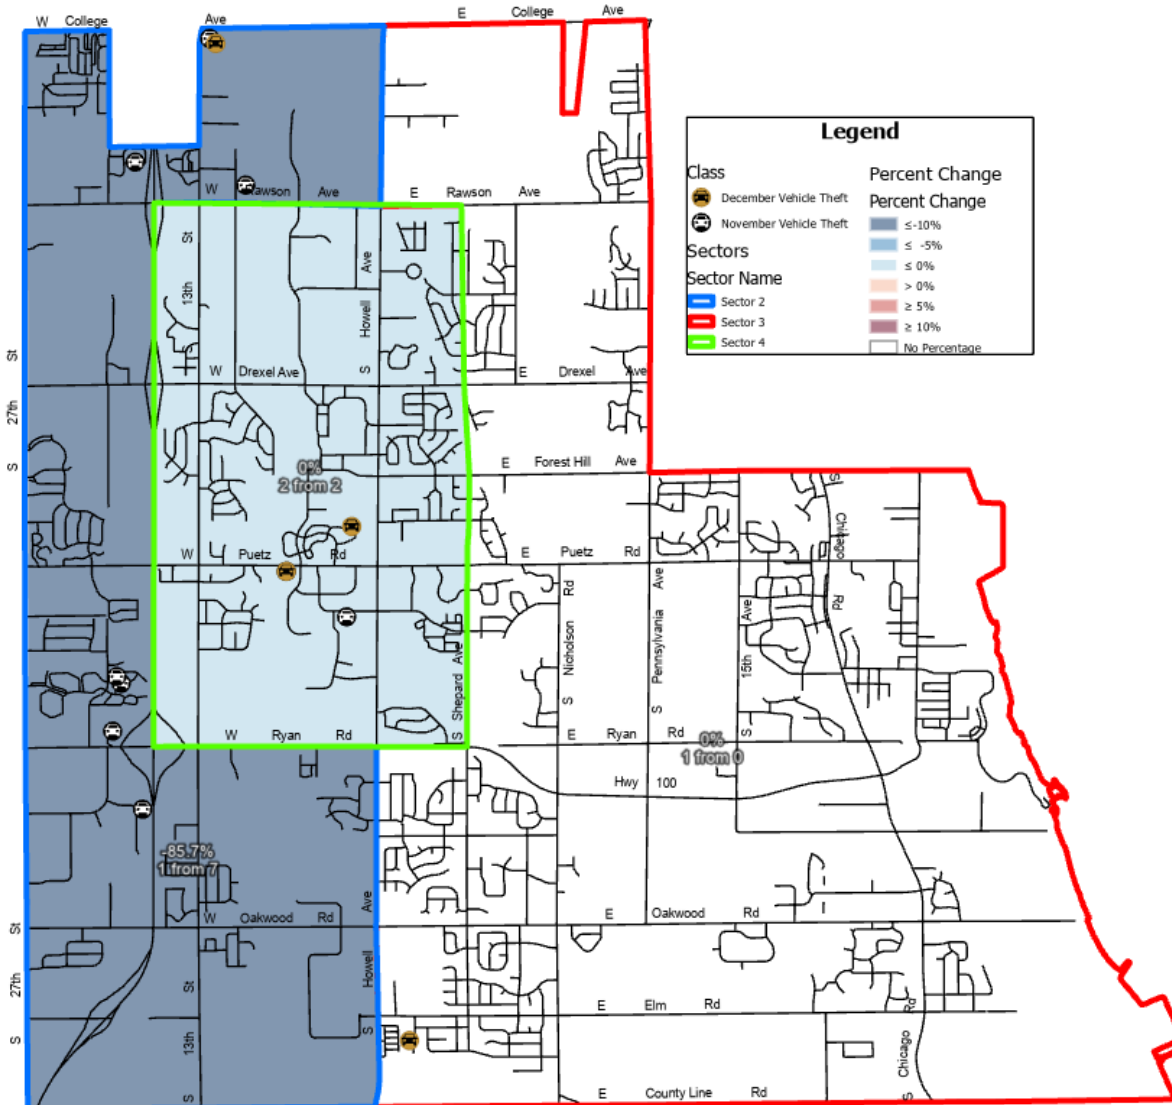 W College Ave
E College Ave
Legend
Class
December Vehicle Theft
November Vehicle Theft
Sectors
Sector Name
Sector 2
Sector 3
Sector 4
Percent Change
Percent Change
≤-10%
≤ -5%
≤ 0%
> 0%
≥ 5%
≥ 10%
No Percentage
W Rawson Ave
E Rawson Ave
S 13th St
S Howell Ave
S 27th St
W Drexel Ave
E Drexel Ave
E Forest Hill Ave
0%
2 from 2
W Puetz Rd
E Puetz Rd
S Chicago Rd
S Nicholson Rd
S Pennsylvania Ave
S 15th Ave
S Shepard Ave
W Ryan Rd
E Ryan Rd
0%
1 from 0
Hwy 100
-85.7%
1 from 7
W Oakwood Rd
E Oakwood Rd
S 27th St
S 13th St
S Howell Ave
E Elm Rd
S Chicago Rd
E County Line Rd